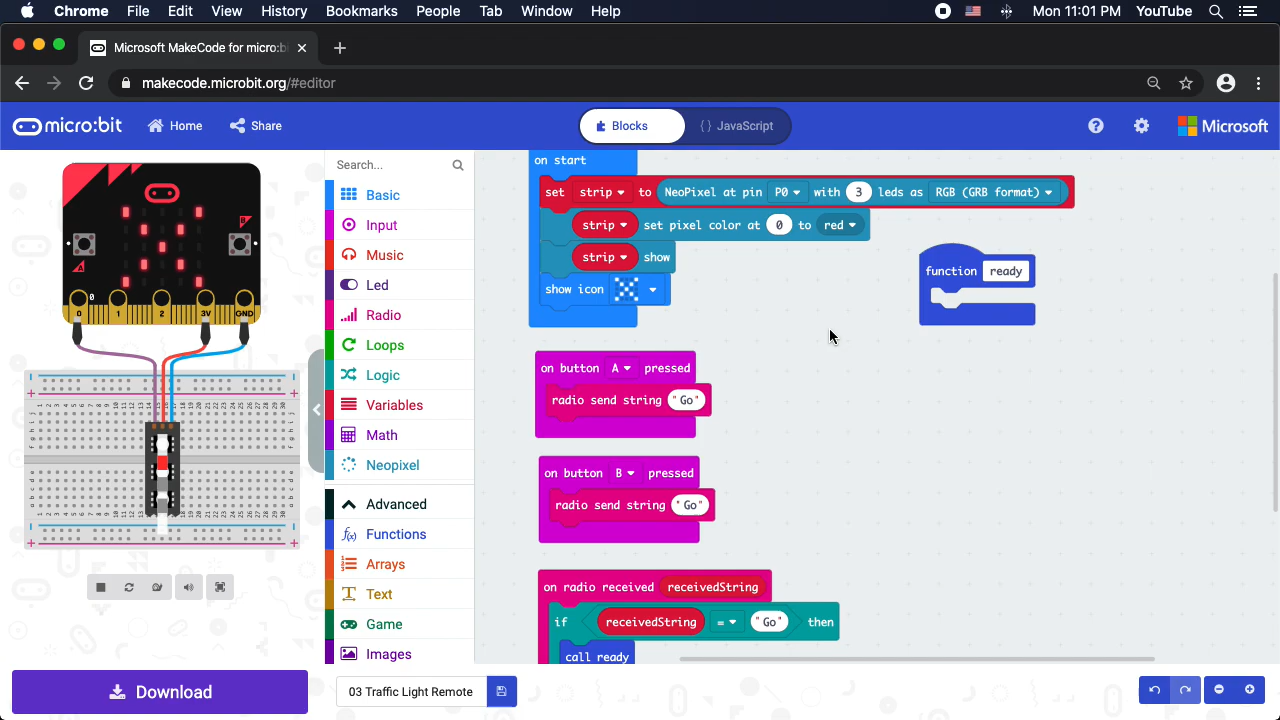 Chrome File Edit View History Bookmarks People Tab Window Help Mon 11:01 PM YouTube
Microsoft MakeCode for micro:b
makecode.microbit.org/#editor
micro:bit Home Share Blocks JavaScript Microsoft
Search...
Basic
Input
Music
Led
Radio
Loops
Logic
Variables
Math
Neopixel
Advanced
Functions
Arrays
Text
Game
Images
B
A
0
0 1 2 3V GND
Download
on start
set strip to NeoPixel at pin P0 with 3 leds as RGB (GRB format)
strip set pixel color at 0 to red
strip show
show icon
function ready
on button A pressed
radio send string "Go"
on button B pressed
radio send string "Go"
on radio received receivedString
if receivedString = "Go" then
call ready
03 Traffic Light Remote